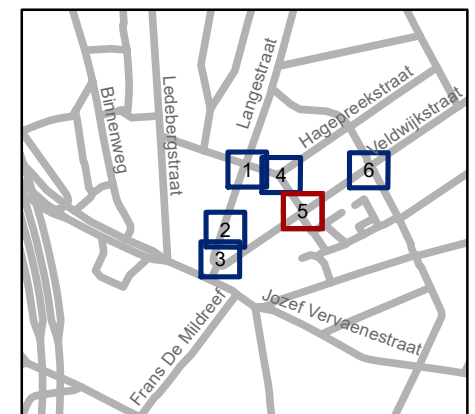 Binnenweg
Ledebergstraat
Langestraat
Hagepreekstraat
Veldwijkstraat
1
4
6
5
2
3
Jozef Vervaenestraat
Frans De Mildreef